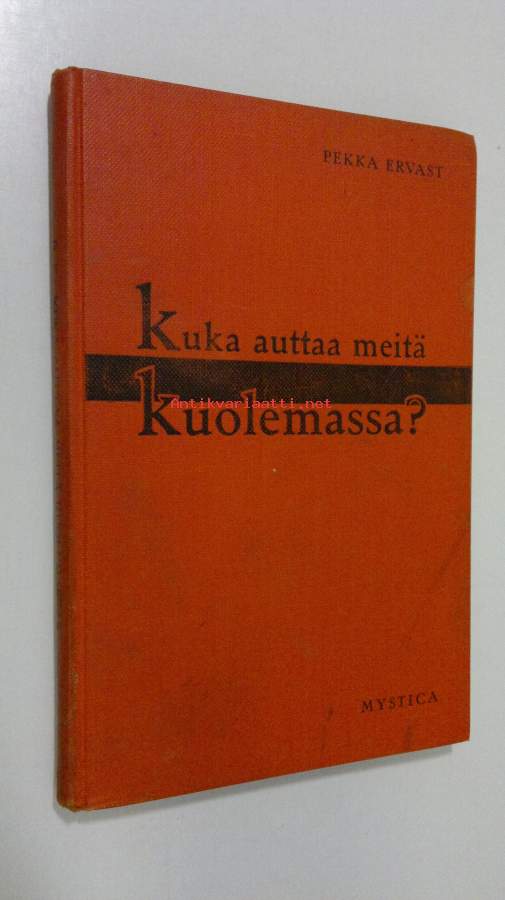 PEKKA ERVAST
Kuka auttaa meitä
Kuolemassa?
Antikvariaatti.net
MYSTICA